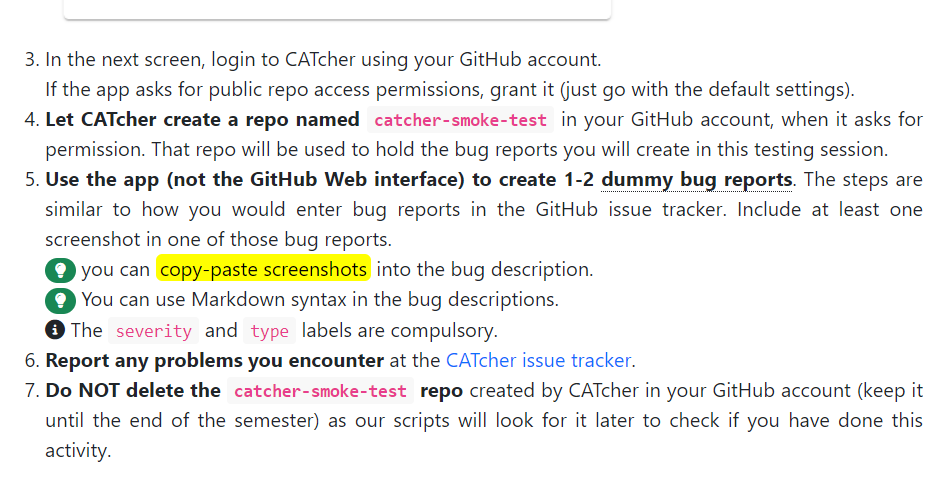 3. In the next screen, login to CATcher using your GitHub account.
If the app asks for public repo access permissions, grant it (just go with the default settings).
4. Let CATcher create a repo named catcher-smoke-test in your GitHub account, when it asks for
permission. That repo will be used to hold the bug reports you will create in this testing session.
5. Use the app (not the GitHub Web interface) to create 1-2 dummy bug reports. The steps are
similar to how you would enter bug reports in the GitHub issue tracker. Include at least one
screenshot in one of those bug reports.
you can copy-paste screenshots into the bug description.
You can use Markdown syntax in the bug descriptions.
The severity and type labels are compulsory.
6. Report any problems you encounter at the CATcher issue tracker.
7. Do NOT delete the catcher-smoke-test repo created by CATcher in your GitHub account (keep it
until the end of the semester) as our scripts will look for it later to check if you have done this
activity.